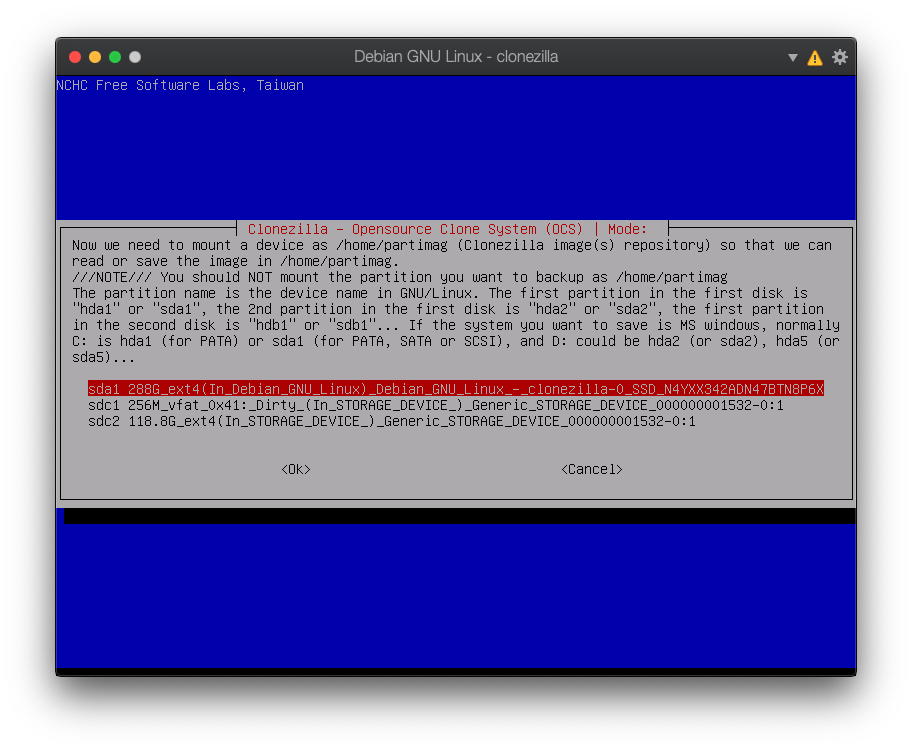 Debian GNU Linux - clonezilla
NCHC Free Software Labs, Taiwan
Clonezilla - Opensource Clone System (OCS) | Mode:
Now we need to mount a device as /home/partimag (Clonezilla image(s) repository) so that we can
read or save the image in /home/partimag.
///NOTE/// You should NOT mount the partition you want to backup as /home/partimag
The partition name is the device name in GNU/Linux. The first partition in the first disk is
"hda1" or "sda1", the 2nd partition in the first disk is "hda2" or "sda2", the first partition
in the second disk is "hdb1" or "sdb1"... If the system you want to save is MS windows, normally
C: is hda1 (for PATA) or sda1 (for PATA, SATA or SCSI), and D: could be hda2 (or sda2), hda5 (or
sda5)...
sda1 288G_ext4(In_Debian_GNU_Linux)_Debian_GNU_Linux_-_clonezilla-0_SSD_N4YXX342ADN47BTN8P6X
sdc1 256M_vfat_0x41:_Dirty_(In_STORAGE_DEVICE_)_Generic_STORAGE_DEVICE_000000001532-0:1
sdc2 118.8G_ext4(In_STORAGE_DEVICE_)_Generic_STORAGE_DEVICE_000000001532-0:1
<Ok> <Cancel>